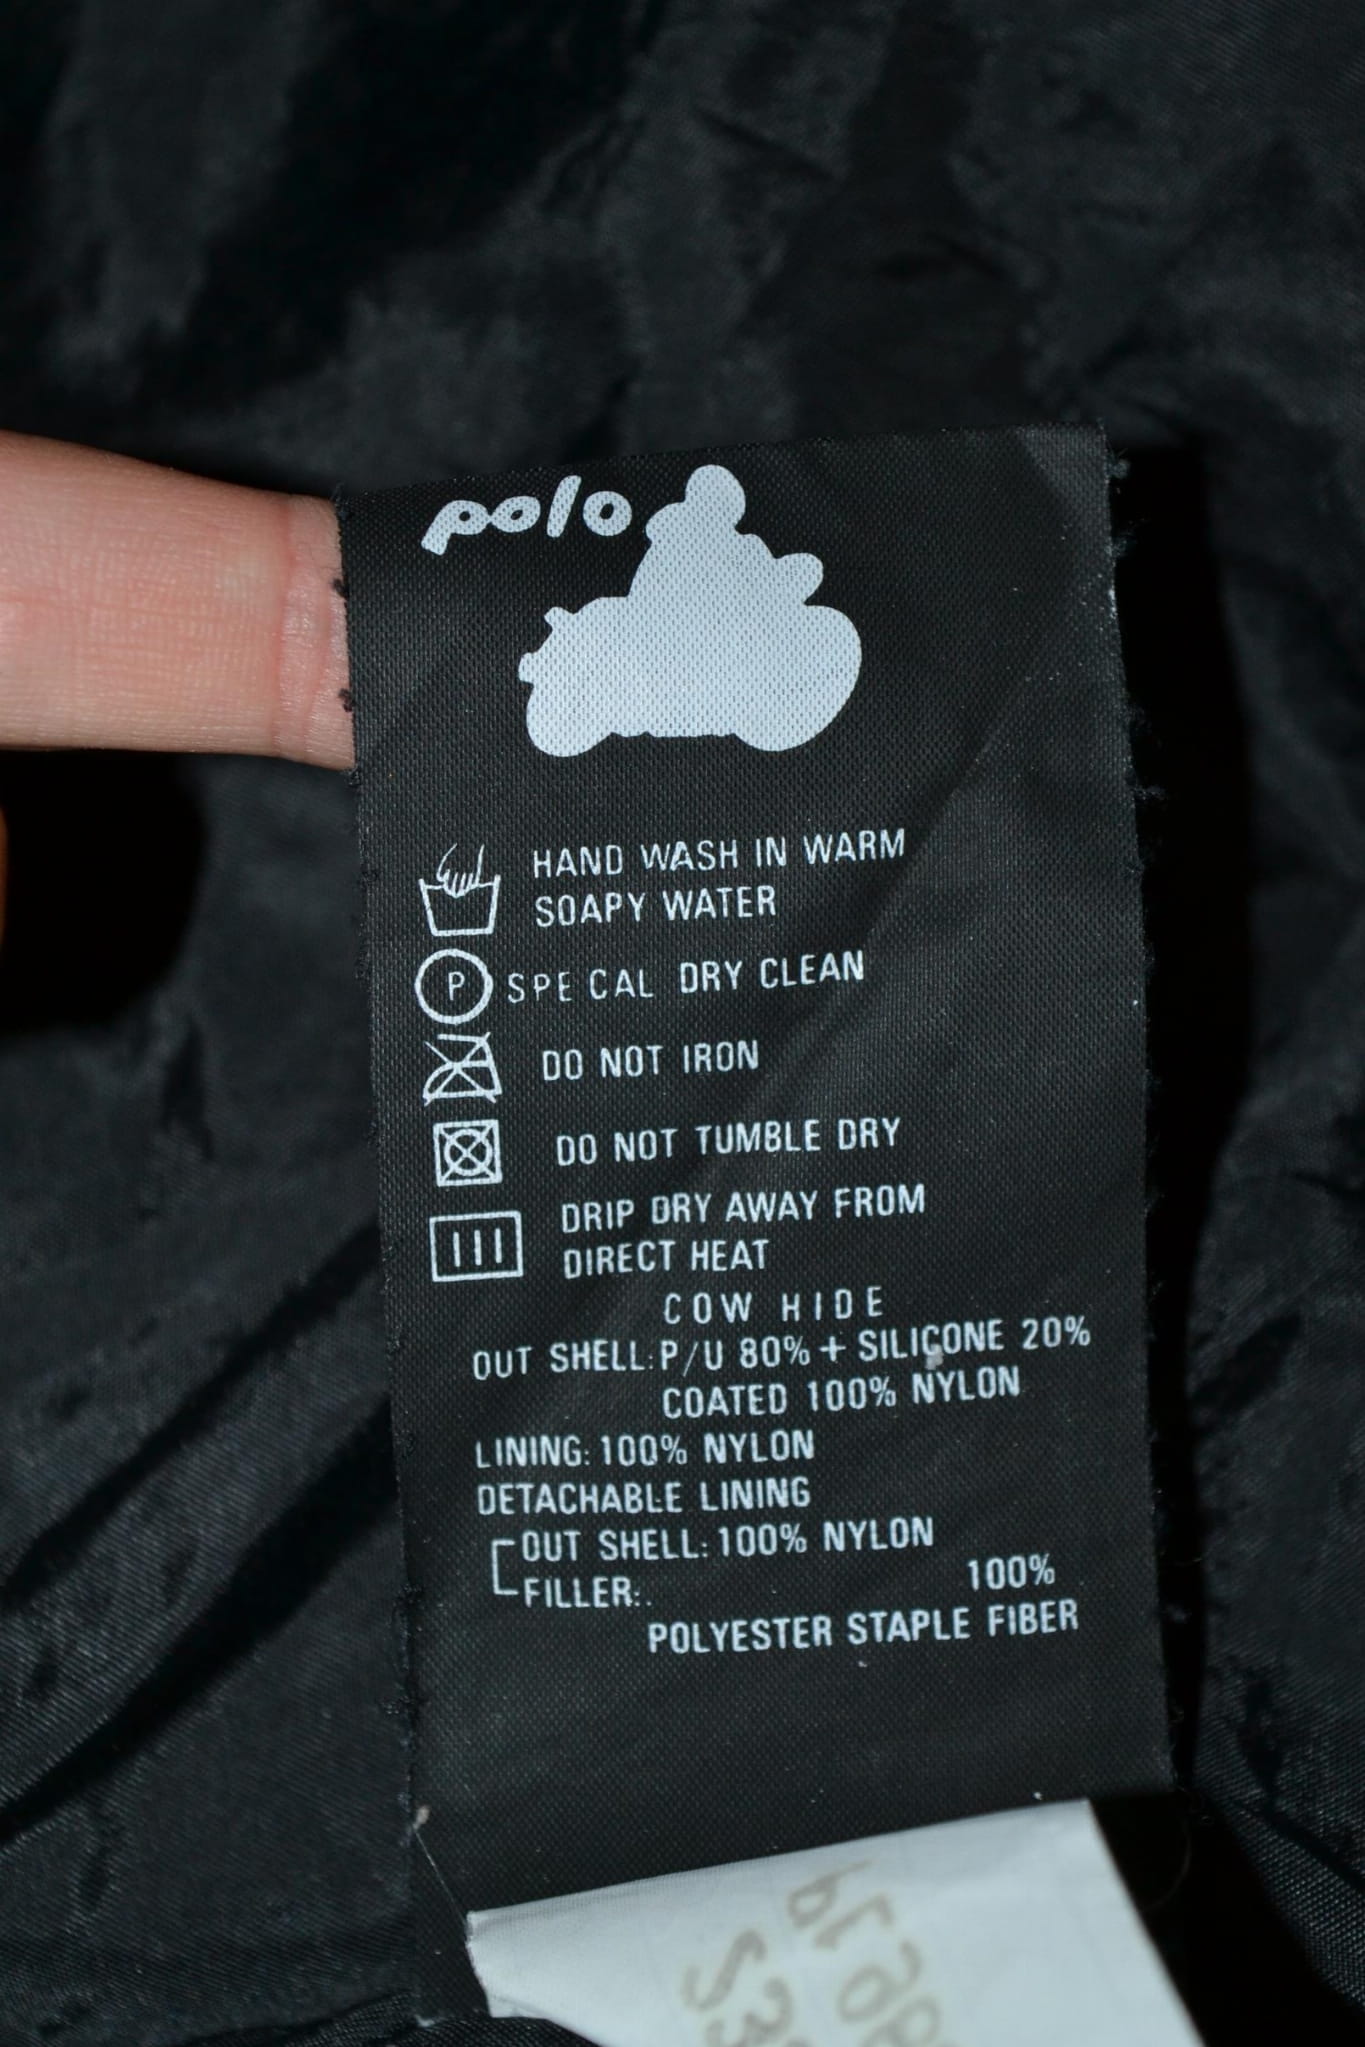 polo
HAND WASH IN WARM
SOAPY WATER
P SPE CAL DRY CLEAN
DO NOT IRON
DO NOT TUMBLE DRY
DRIP DRY AWAY FROM
DIRECT HEAT
COW HIDE
OUT SHELL: P/U 80% + SILICONE 20%
COATED 100% NYLON
LINING: 100% NYLON
DETACHABLE LINING
OUT SHELL: 100% NYLON
FILLER:. 100%
POLYESTER STAPLE FIBER